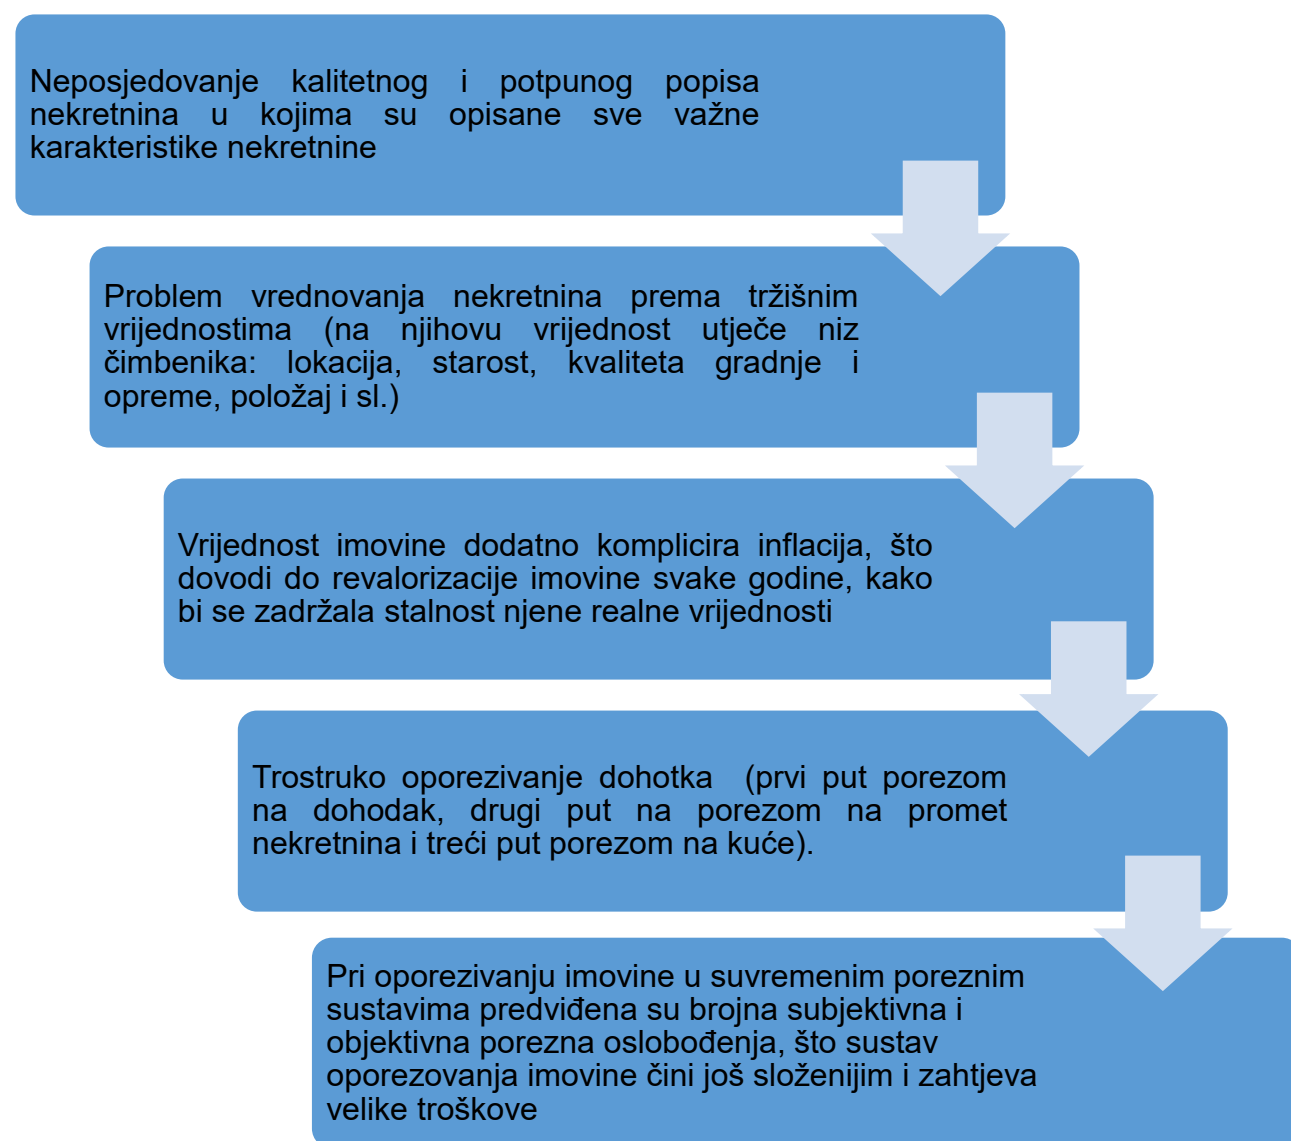 Neposjedovanje kalitetnog i potpunog popisa
nekretnina u kojima su opisane sve važne
karakteristike nekretnine
Problem vrednovanja nekretnina prema tržišnim
vrijednostima (na njihovu vrijednost utječe niz
čimbenika: lokacija, starost, kvaliteta gradnje i
opreme, položaj i sl.)
Vrijednost imovine dodatno komplicira inflacija, što
dovodi do revalorizacije imovine svake godine, kako
bi se zadržala stalnost njene realne vrijednosti
Trostruko oporezivanje dohotka (prvi put porezom
na dohodak, drugi put na porezom na promet
nekretnina i treći put porezom na kuće).
Pri oporezivanju imovine u suvremenim poreznim
sustavima predviđena su brojna subjektivna i
objektivna porezna oslobođenja, što sustav
oporezovanja imovine čini još složenijim i zahtjeva
velike troškove